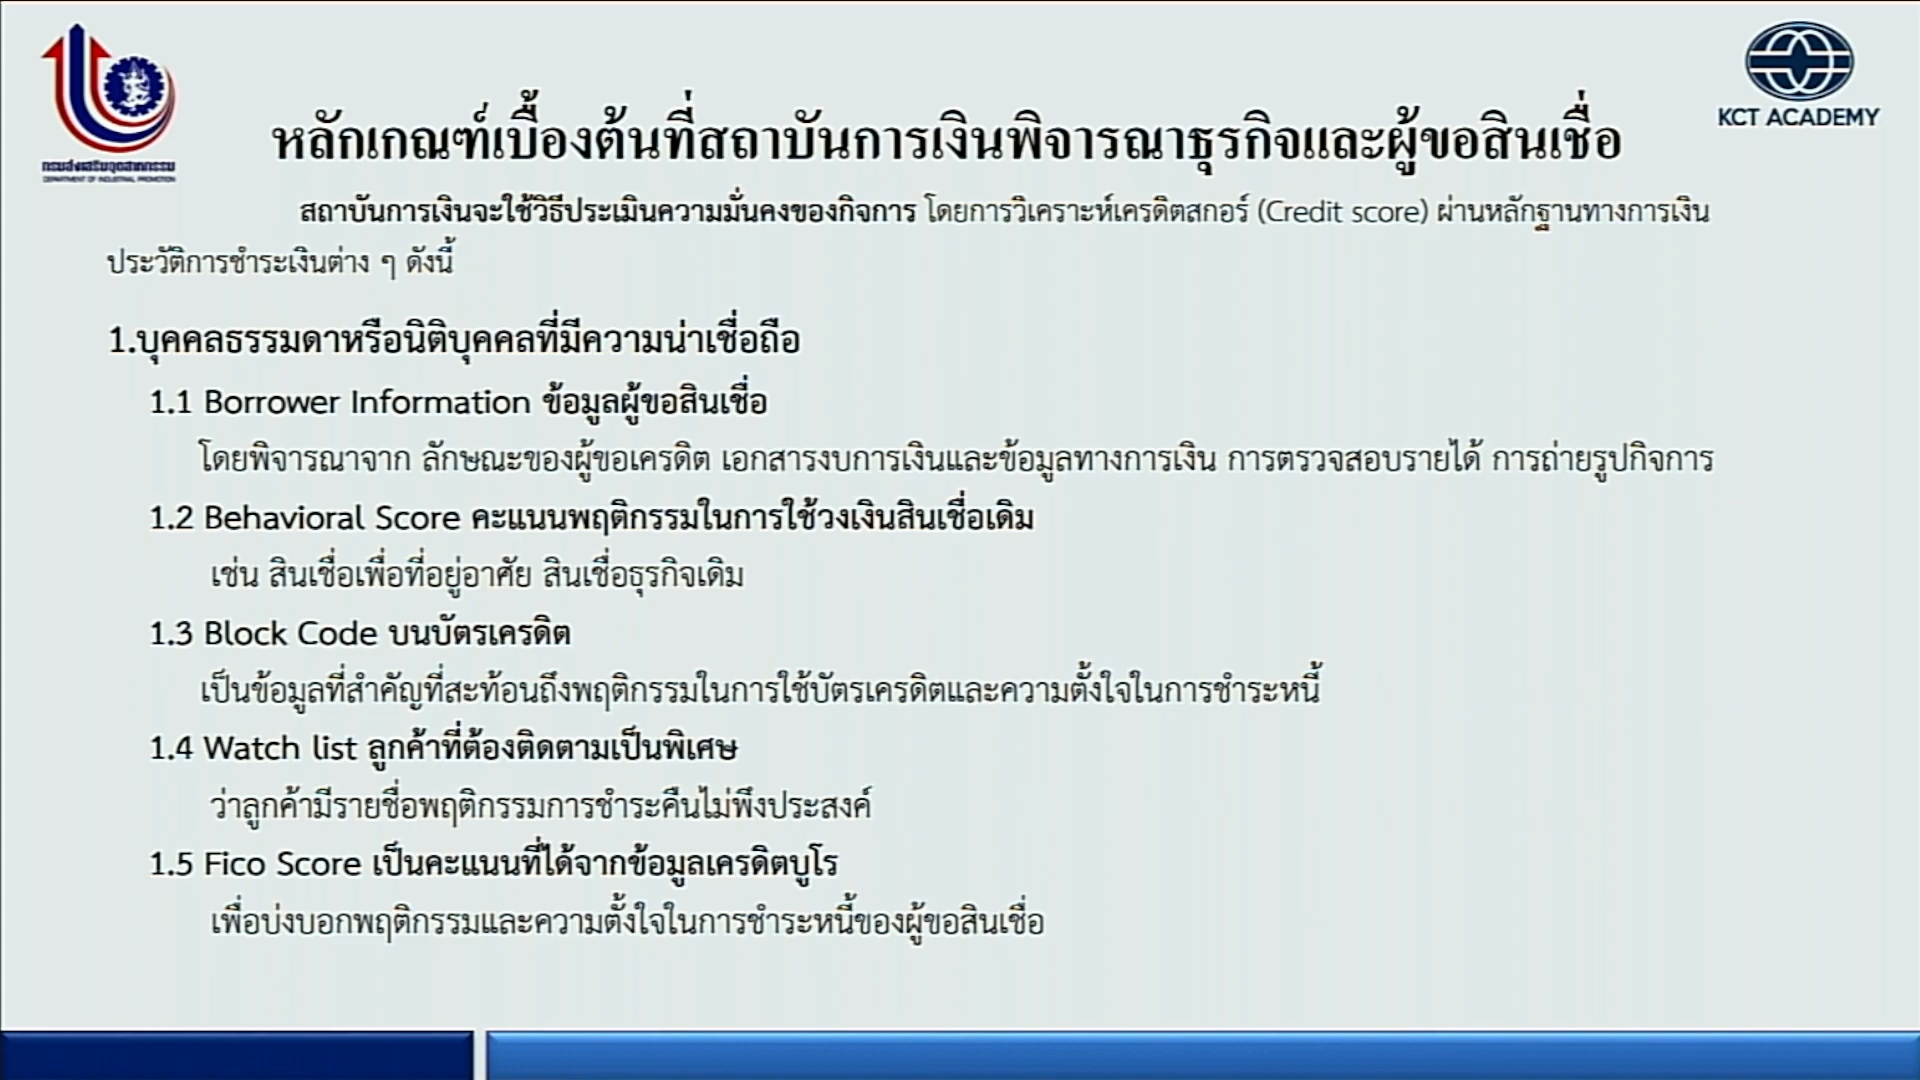 กรมส่งเสริมอุตสาหกรรม
DEPARTMENT OF INDUSTRIAL PROMOTION
KCT ACADEMY
หลักเกณฑ์เบื้องต้นที่สถาบันการเงินพิจารณาธุรกิจและผู้ขอสินเชื่อ
สถาบันการเงินจะใช้วิธีประเมินความมั่นคงของกิจการ โดยการวิเคราะห์เครดิตสกอร์ (Credit score) ผ่านหลักฐานทางการเงิน
ประวัติการชำระเงินต่าง ๆ ดังนี้
1.บุคคลธรรมดาหรือนิติบุคคลที่มีความน่าเชื่อถือ
1.1 Borrower Information ข้อมูลผู้ขอสินเชื่อ
โดยพิจารณาจาก ลักษณะของผู้ขอเครดิต เอกสารงบการเงินและข้อมูลทางการเงิน การตรวจสอบรายได้ การถ่ายรูปกิจการ
1.2 Behavioral Score คะแนนพฤติกรรมในการใช้วงเงินสินเชื่อเดิม
เช่น สินเชื่อเพื่อที่อยู่อาศัย สินเชื่อธุรกิจเดิม
1.3 Block Code บนบัตรเครดิต
เป็นข้อมูลที่สำคัญที่สะท้อนถึงพฤติกรรมในการใช้บัตรเครดิตและความตั้งใจในการชำระหนี้
1.4 Watch list ลูกค้าที่ต้องติดตามเป็นพิเศษ
ว่าลูกค้ามีรายชื่อพฤติกรรมการชำระคืนไม่พึงประสงค์
1.5 Fico Score เป็นคะแนนที่ได้จากข้อมูลเครดิตบูโร
เพื่อบ่งบอกพฤติกรรมและความตั้งใจในการชำระหนี้ของผู้ขอสินเชื่อ